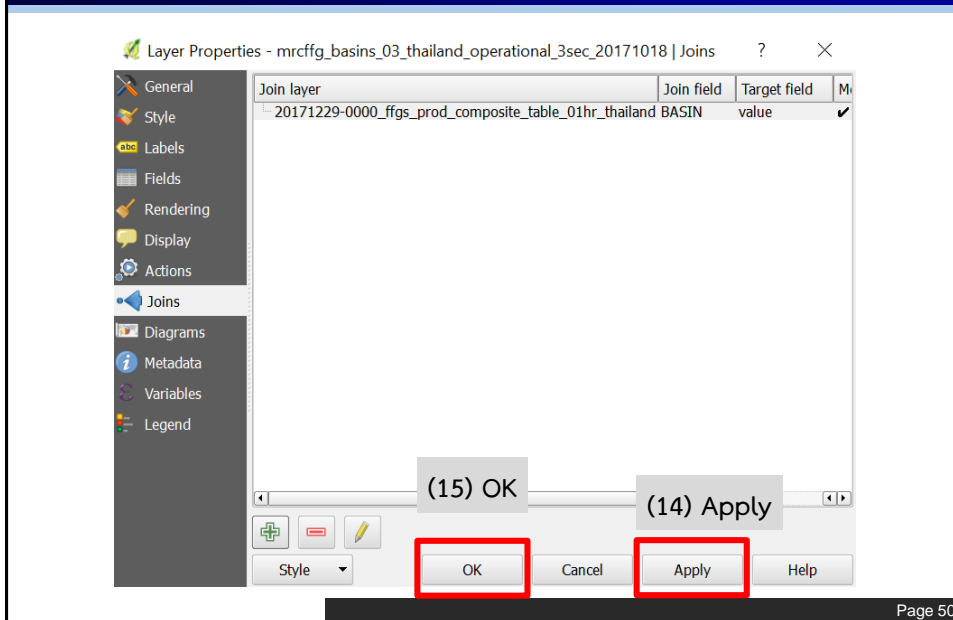 Layer Properties - mrcffg_basins_03_thailand_operational_3sec_20171018 | Joins ? ×
General
Style
abc Labels
Fields
Rendering
Display
Actions
Joins
Diagrams
Metadata
Variables
Legend
Join layer Join field Target field M
20171229-0000_ffgs_prod_composite_table_01hr_thailand BASIN value ✔
(15) OK
(14) Apply
Style OK Cancel Apply Help
Page 50